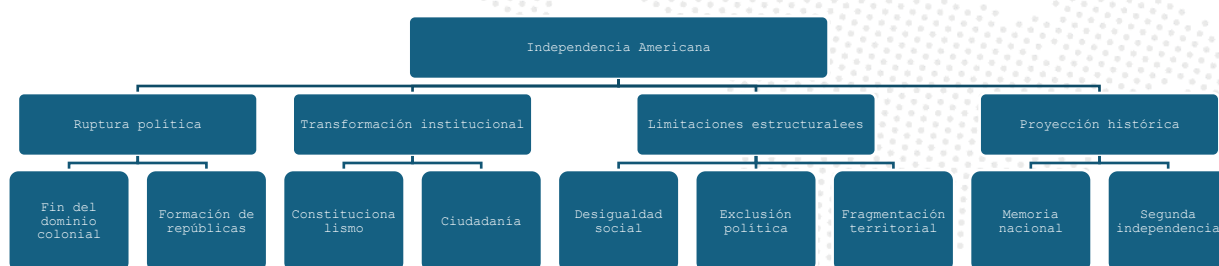 Independencia Americana
Ruptura política
Transformación institucional
Limitaciones estructuralees
Proyección histórica
Fin del
dominio
colonial
Formación de
repúblicas
Constituciona
lismo
Ciudadanía
Desigualdad
social
Exclusión
política
Fragmentación
territorial
Memoria
nacional
Segunda
independencia